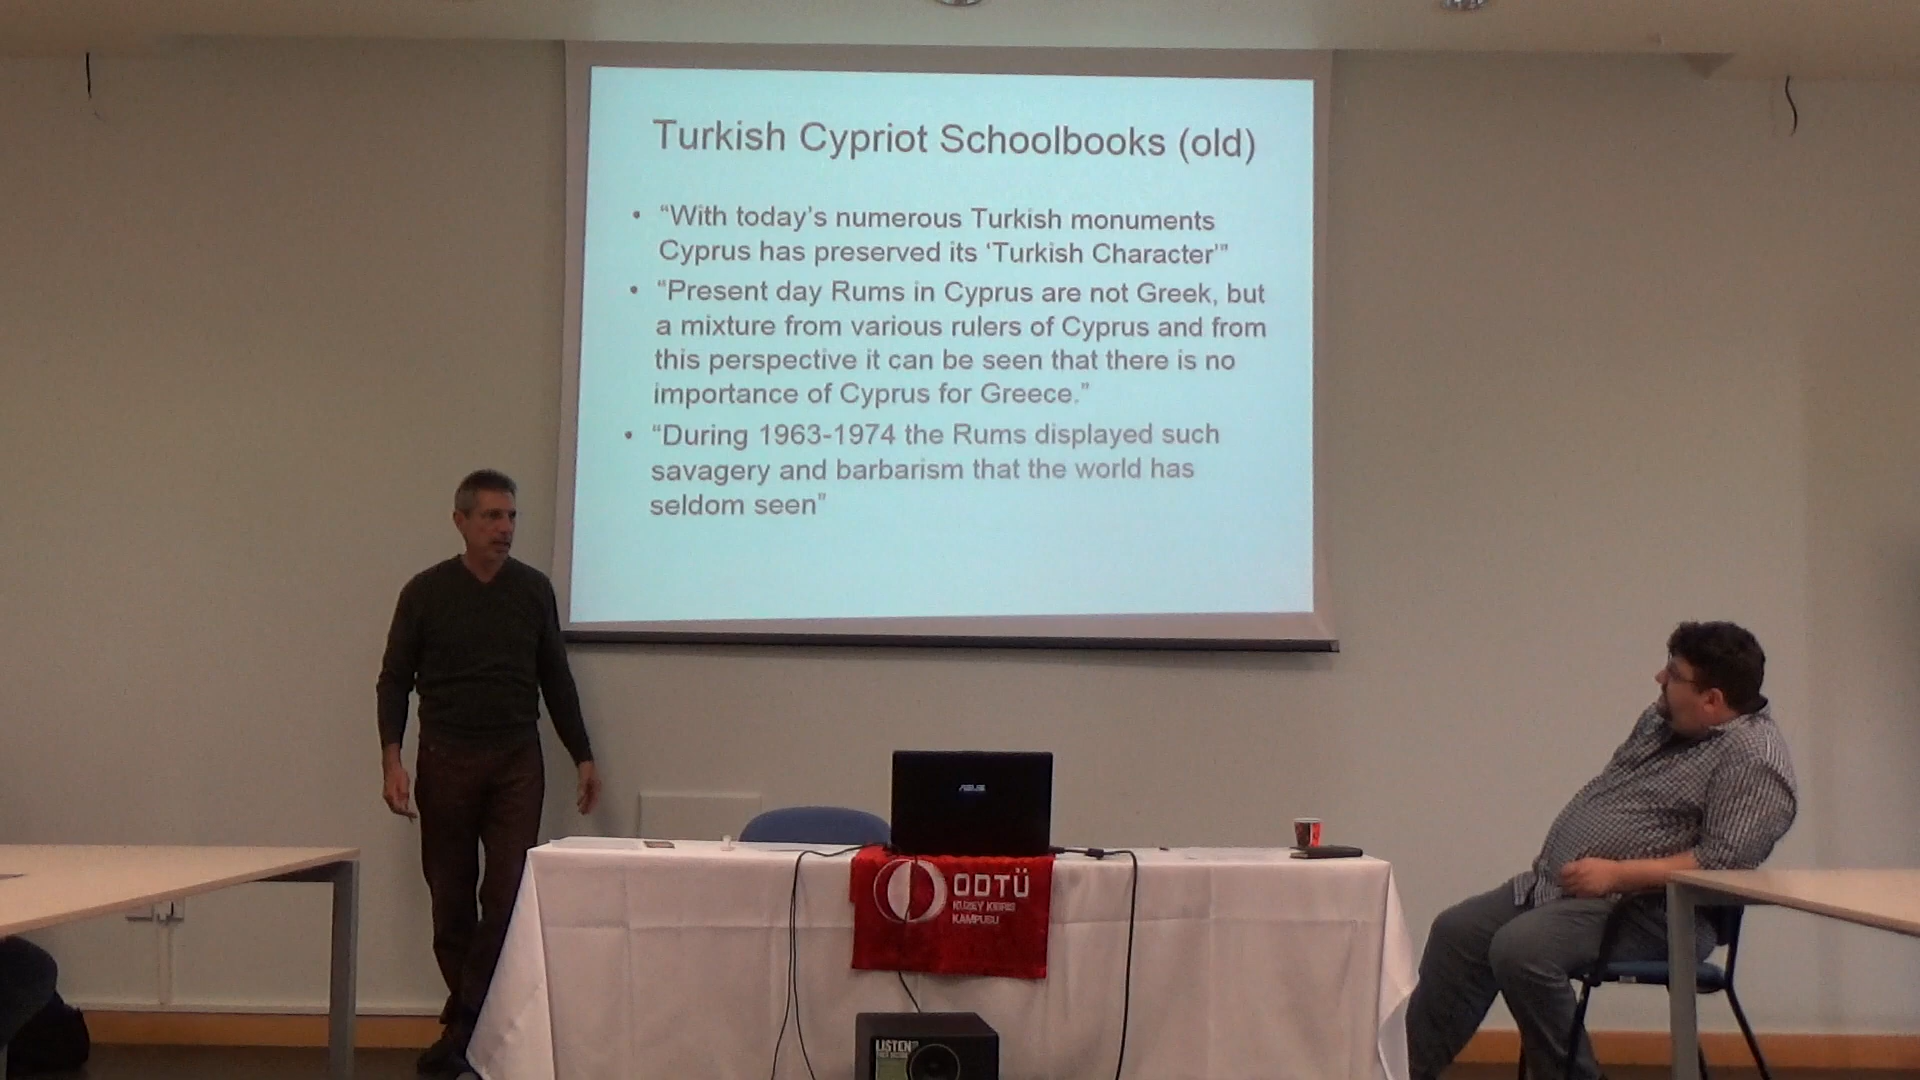 Turkish Cypriot Schoolbooks (old)
• “With today’s numerous Turkish monuments
Cyprus has preserved its ‘Turkish Character’”
• “Present day Rums in Cyprus are not Greek, but
a mixture from various rulers of Cyprus and from
this perspective it can be seen that there is no
importance of Cyprus for Greece.”
• “During 1963-1974 the Rums displayed such
savagery and barbarism that the world has
seldom seen”
ASUS
ODTÜ
KUZEY KIBRIS
KAMPUSU
LISTEN